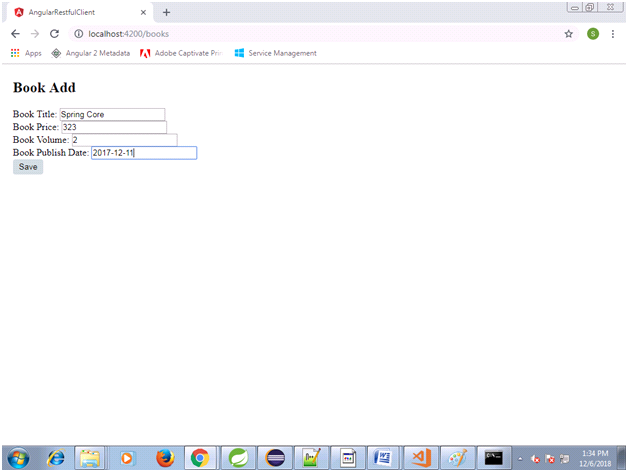 AngularRestfulClient
localhost:4200/books
S
Apps Angular 2 Metadata Adobe Captivate Prim Service Management
Book Add
Book Title: Spring Core
Book Price: 323
Book Volume: 2
Book Publish Date: 2017-12-11
Save
1:34 PM
12/6/2018